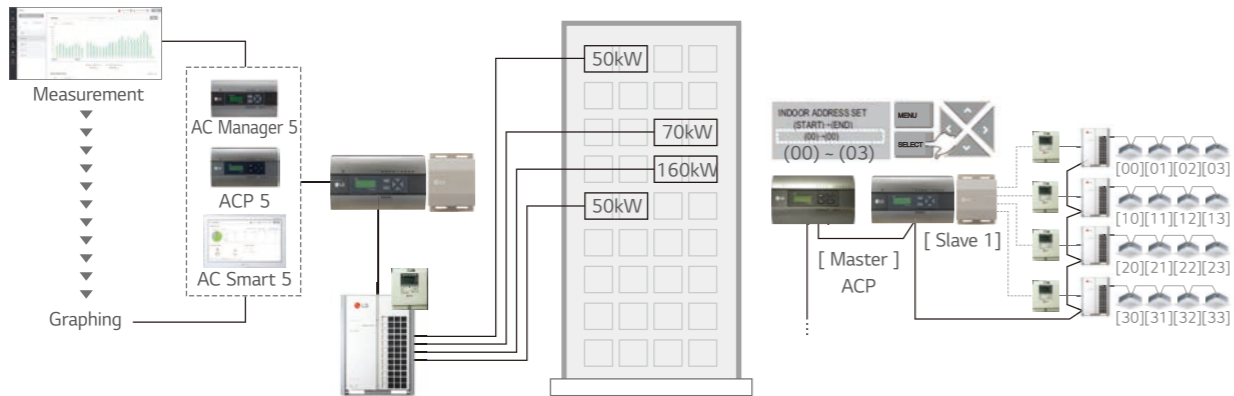 Measurement
Graphing
AC Manager 5
ACP 5
AC Smart 5
LG
50kW
70kW
160kW
50kW
INDOOR ADDRESS SET
(START) ~(END)
(00) ~(00)
(00) ~ (03)
MENU
SELECT
[ Master ]
ACP
[ Slave 1]
[00][01][02][03]
[10][11][12][13]
[20][21][22][23]
[30][31][32][33]